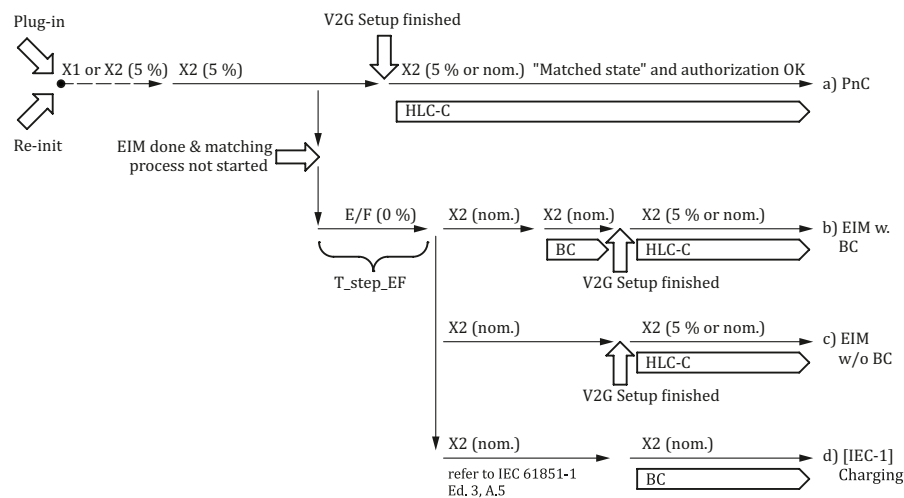 Plug-in
V2G Setup finished
X1 or X2 (5 %)
X2 (5 %)
X2 (5 % or nom.) "Matched state" and authorization OK
a) PnC
HLC-C
Re-init
EIM done & matching
process not started
E/F (0 %)
X2 (nom.)
X2 (nom.)
X2 (5 % or nom.)
b) EIM w.
BC
BC
HLC-C
T_step_EF
V2G Setup finished
X2 (nom.)
X2 (5 % or nom.)
c) EIM
w/o BC
HLC-C
V2G Setup finished
X2 (nom.)
X2 (nom.)
d) [IEC-1]
Charging
refer to IEC 61851-1
Ed. 3, A.5
BC